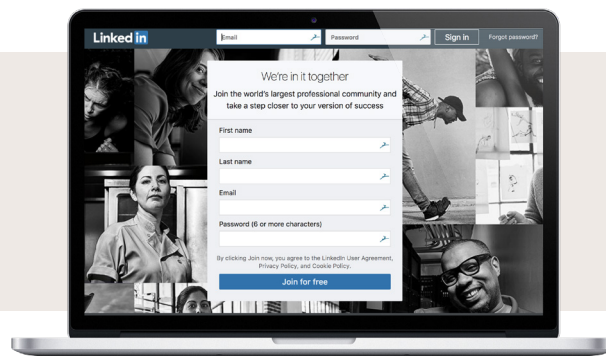 Linked in
Email
Password
Sign in
Forgot password?
We're in it together
Join the world's largest professional community and
take a step closer to your version of success
First name
Last name
Email
Password (6 or more characters)
By clicking Join now, you agree to the LinkedIn User Agreement,
Privacy Policy, and Cookie Policy.
Join for free